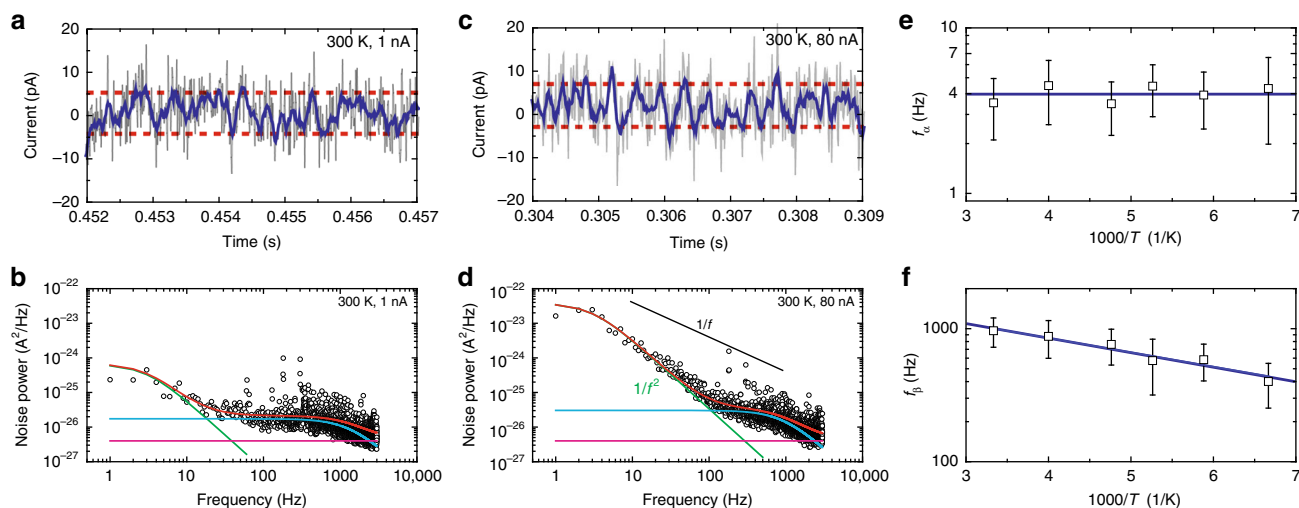 a
300 K, 1 nA
Current (pA)
20
10
0
−10
−20
0.452 0.453 0.454 0.455 0.456 0.457
Time (s)
b
300 K, 1 nA
Noise power (A²/Hz)
10⁻²²
10⁻²³
10⁻²⁴
10⁻²⁵
10⁻²⁶
10⁻²⁷
1 10 100 1000 10,000
Frequency (Hz)
c
300 K, 80 nA
Current (pA)
20
10
0
−10
−20
0.304 0.305 0.306 0.307 0.308 0.309
Time (s)
d
300 K, 80 nA
1/f
1/f²
Noise power (A²/Hz)
10⁻²²
10⁻²³
10⁻²⁴
10⁻²⁵
10⁻²⁶
10⁻²⁷
1 10 100 1000 10,000
Frequency (Hz)
e
fα (Hz)
10
7
4
1
3 4 5 6 7
1000/T (1/K)
f
fβ (Hz)
1000
100
3 4 5 6 7
1000/T (1/K)